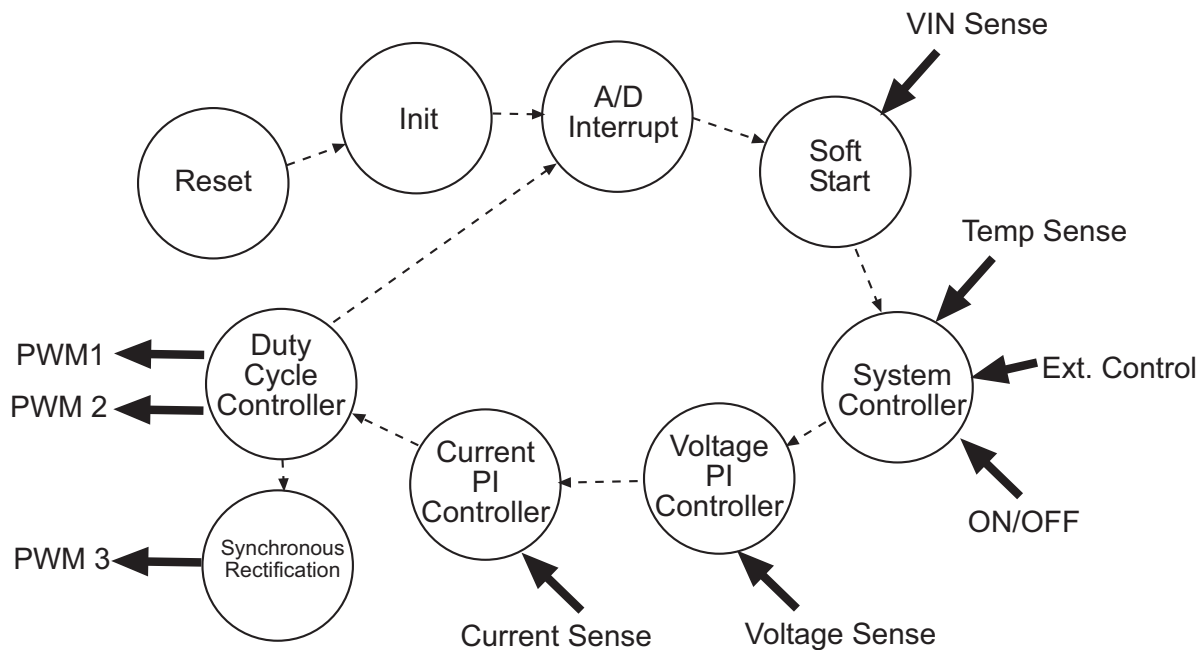 VIN Sense
A/D
Interrupt
Init
Soft
Start
Reset
Temp Sense
Duty
Cycle
Controller
PWM1
PWM 2
Ext. Control
System
Controller
Voltage
PI
Controller
Current
PI
Controller
ON/OFF
Synchronous
Rectification
PWM 3
Current Sense
Voltage Sense